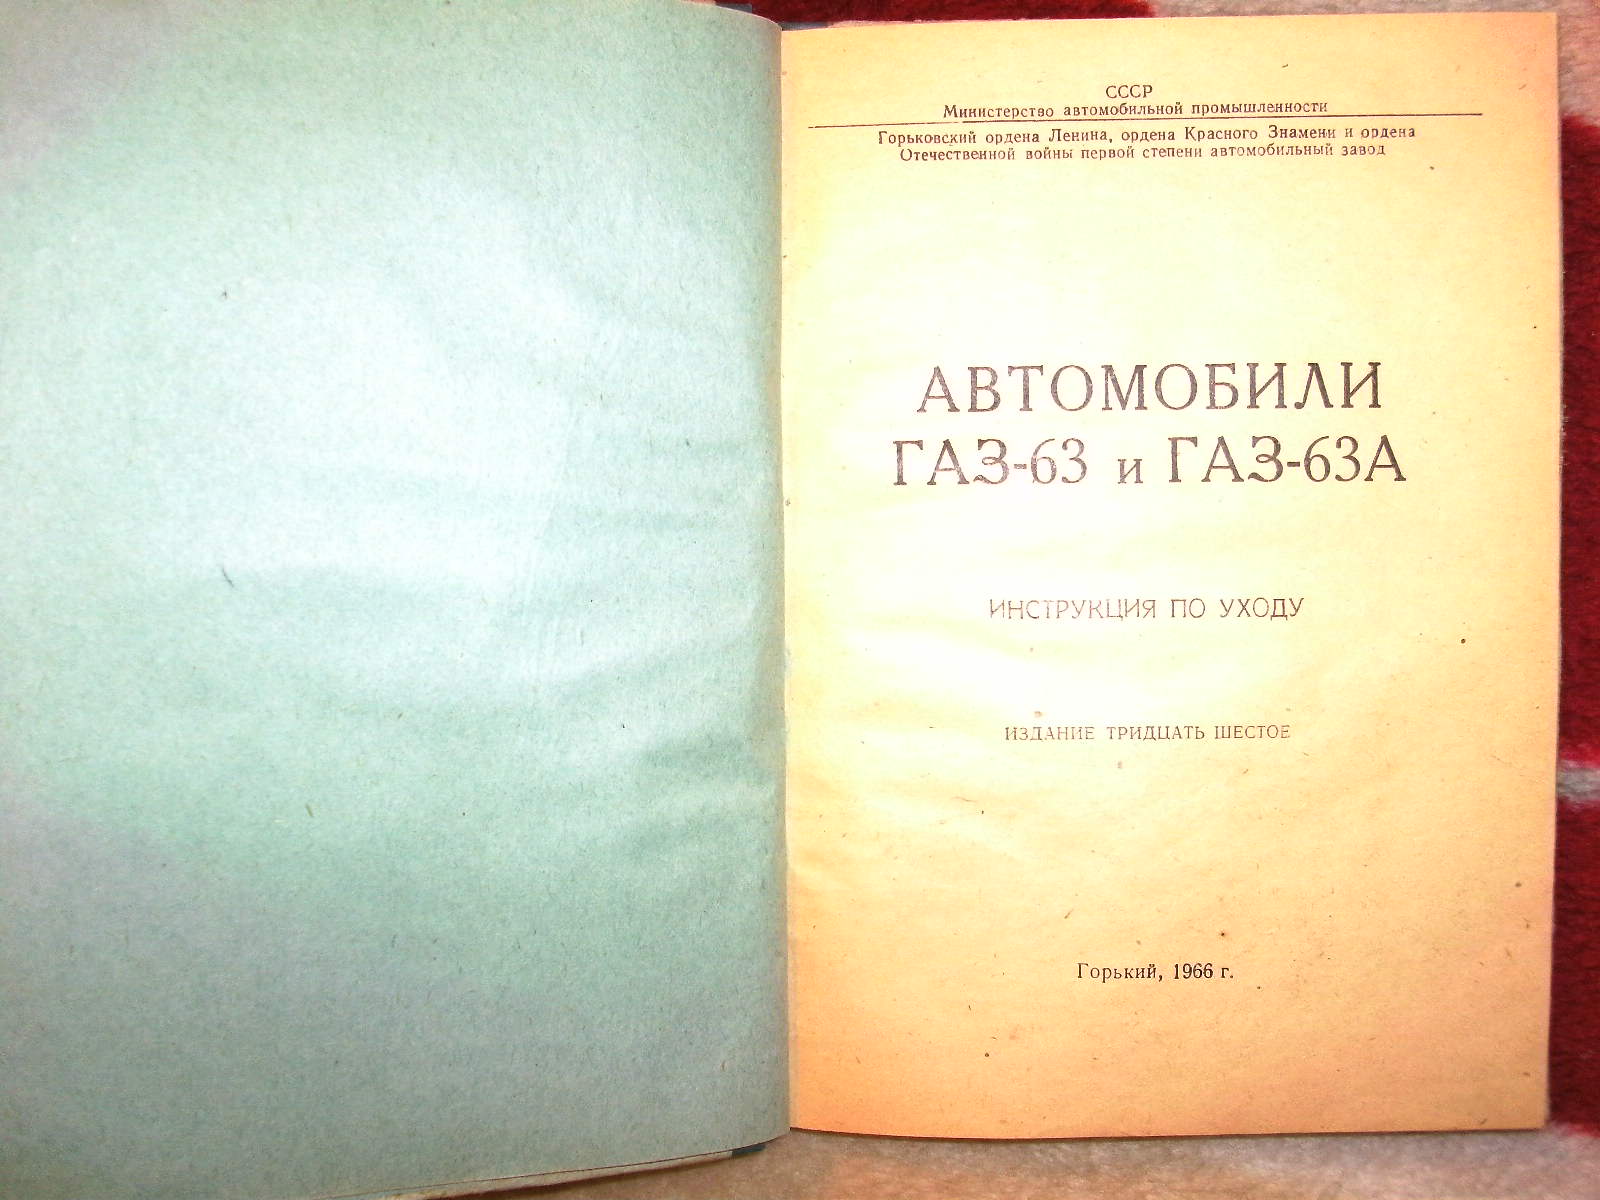 СССР
Министерство автомобильной промышленности
Горьковский ордена Ленина, ордена Красного Знамени и ордена
Отечественной войны первой степени автомобильный завод
АВТОМОБИЛИ
ГАЗ-63 и ГАЗ-63А
ИНСТРУКЦИЯ ПО УХОДУ
ИЗДАНИЕ ТРИДЦАТЬ ШЕСТОЕ
Горький, 1966 г.